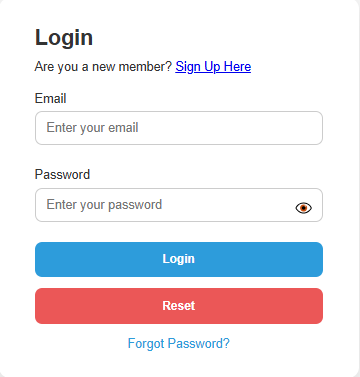 Login
Are you a new member? Sign Up Here
Email
Enter your email
Password
Enter your password
Login
Reset
Forgot Password?